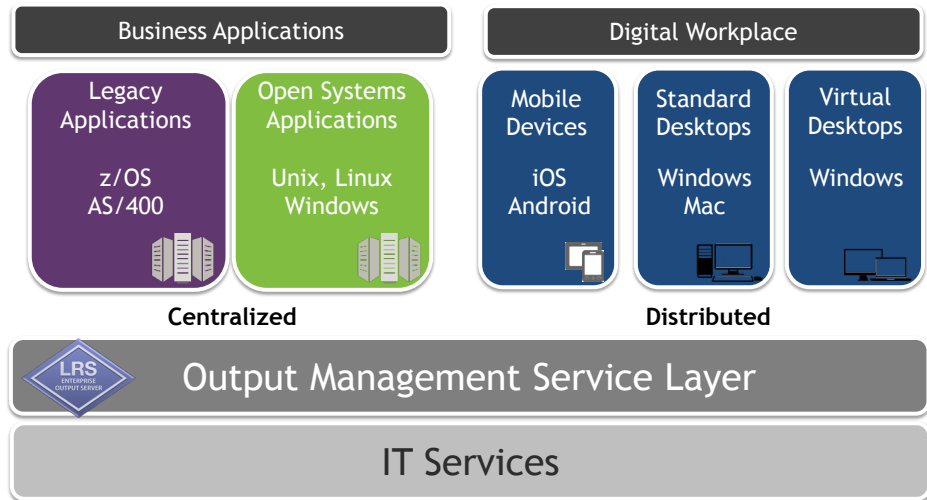 Business Applications
Digital Workplace
Legacy
Applications
z/OS
AS/400
Open Systems
Applications
Unix, Linux
Windows
Mobile
Devices
iOS
Android
Standard
Desktops
Windows
Mac
Virtual
Desktops
Windows
Centralized
Distributed
LRS
ENTERPRISE
OUTPUT SERVER
Output Management Service Layer
IT Services